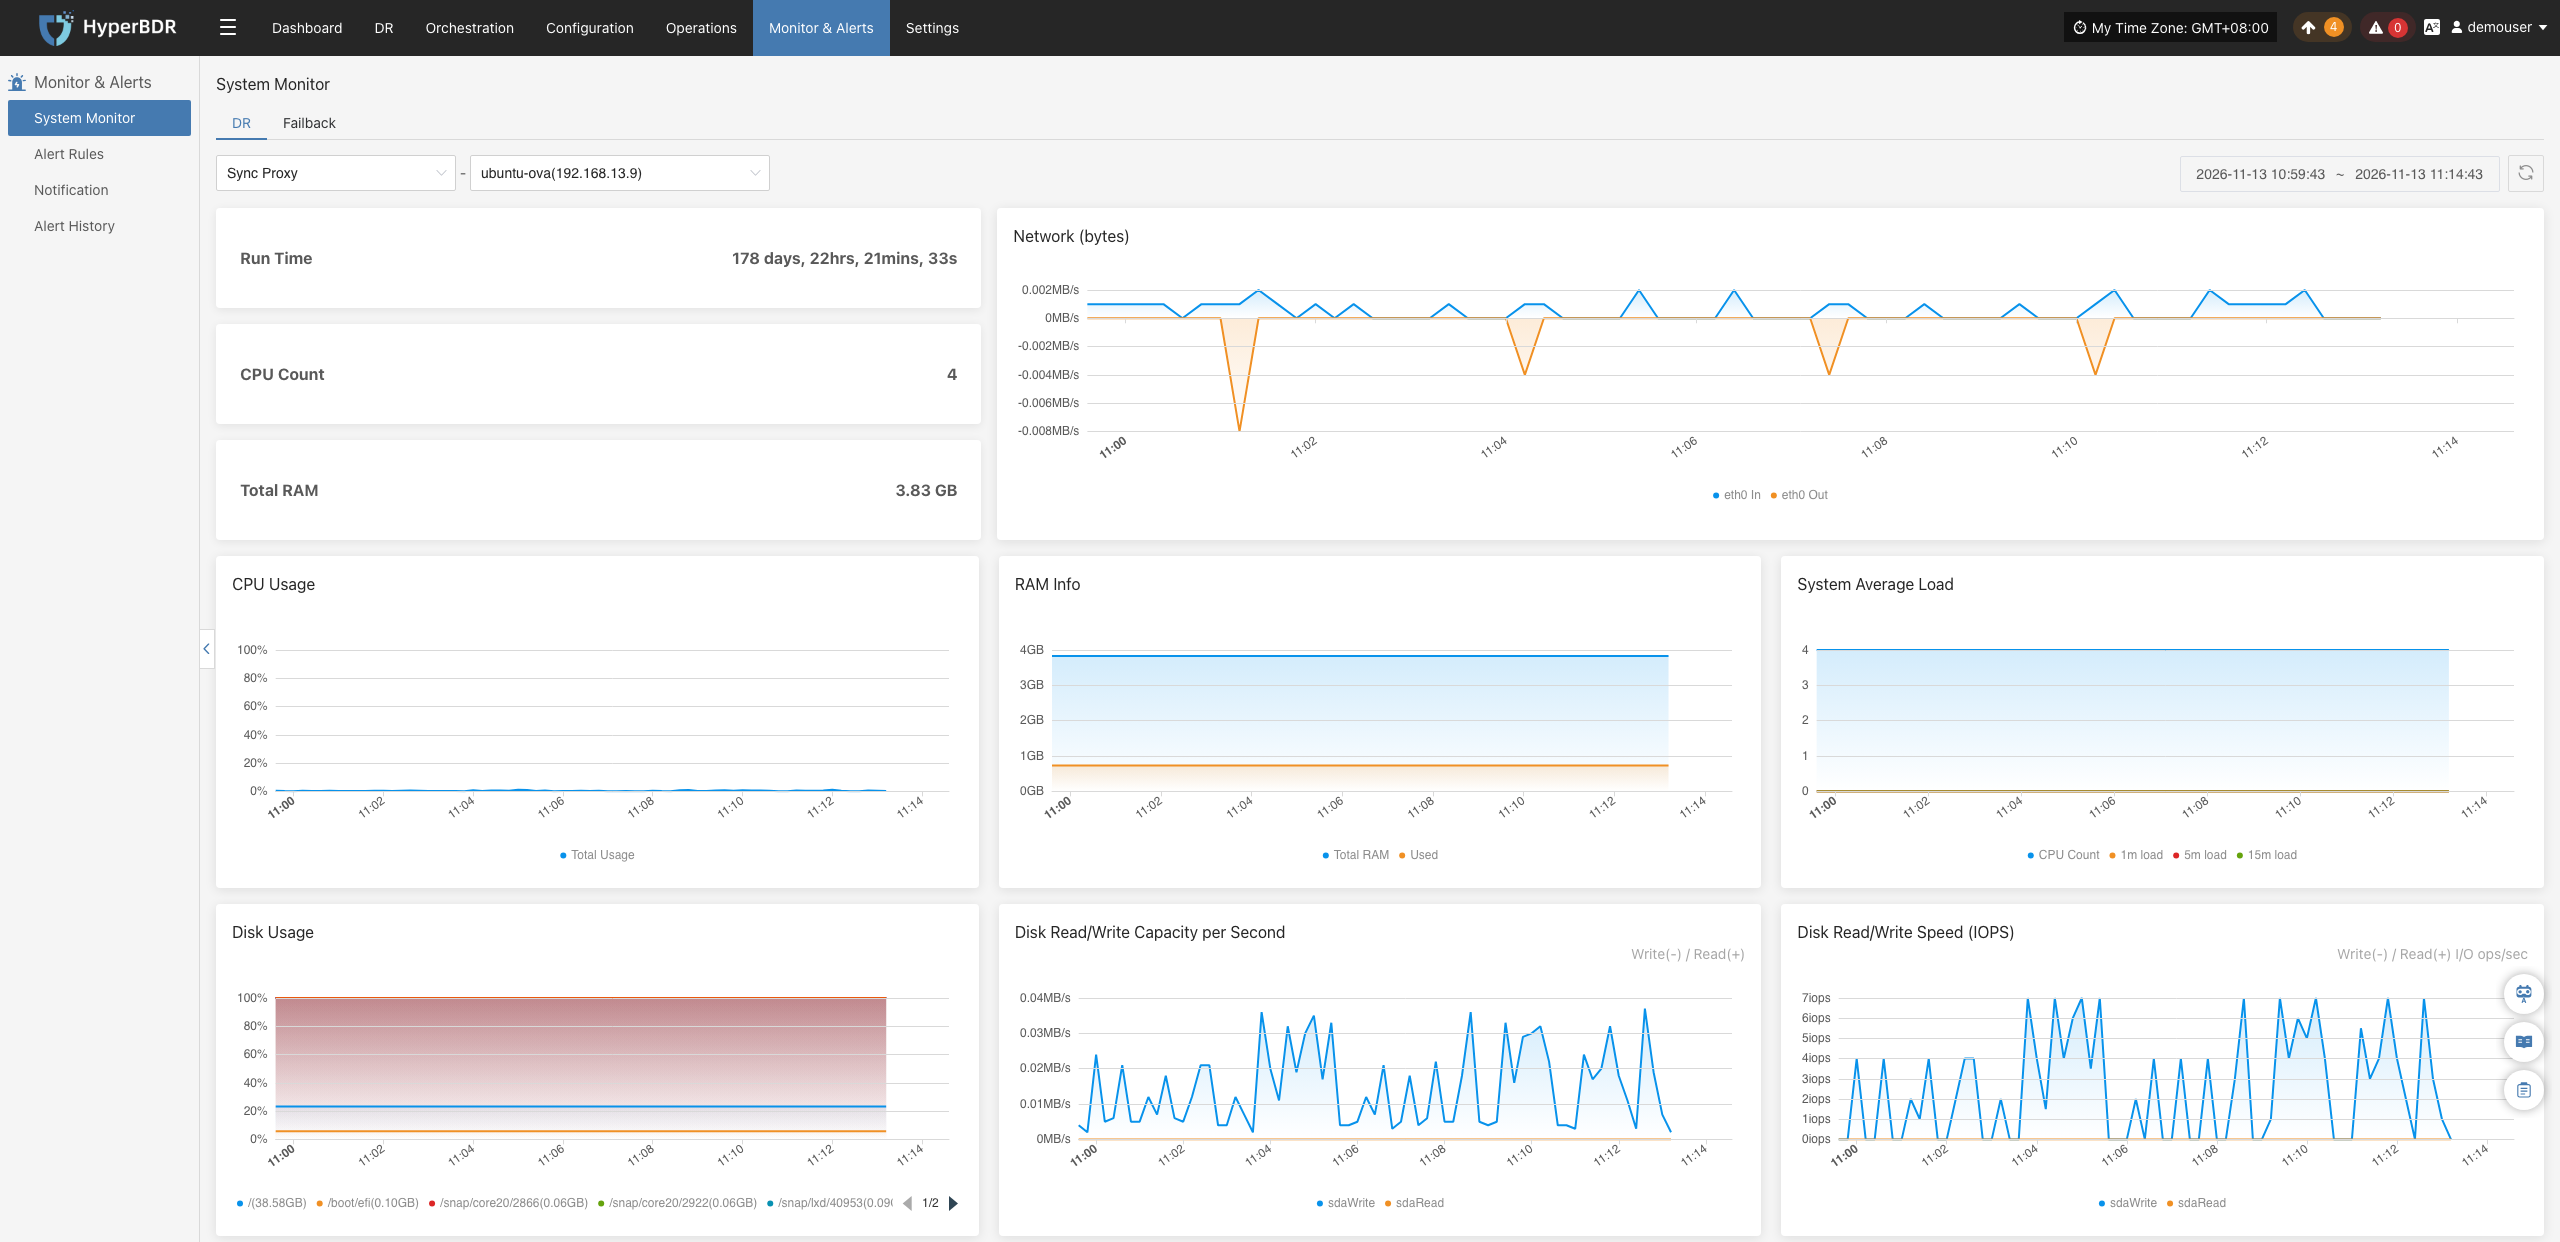 HyperBDR
Dashboard
DR
Orchestration
Configuration
Operations
Monitor & Alerts
Settings
My Time Zone: GMT+08:00
4
0
demouser
Monitor & Alerts
System Monitor
Alert Rules
Notification
Alert History
System Monitor
DR
Failback
Sync Proxy
-
ubuntu-ova(192.168.13.9)
2026-11-13 10:59:43 ~ 2026-11-13 11:14:43
Run Time
178 days, 22hrs, 21mins, 33s
CPU Count
4
Total RAM
3.83 GB
Network (bytes)
0.002MB/s
0MB/s
-0.002MB/s
-0.004MB/s
-0.006MB/s
-0.008MB/s
11:00
11:02
11:04
11:06
11:08
11:10
11:12
11:14
eth0 In
eth0 Out
CPU Usage
100%
80%
60%
40%
20%
0%
11:00
11:02
11:04
11:06
11:08
11:10
11:12
11:14
Total Usage
RAM Info
4GB
3GB
2GB
1GB
0GB
11:00
11:02
11:04
11:06
11:08
11:10
11:12
11:14
Total RAM
Used
System Average Load
4
3
2
1
0
11:00
11:02
11:04
11:06
11:08
11:10
11:12
11:14
CPU Count
1m load
5m load
15m load
Disk Usage
100%
80%
60%
40%
20%
0%
11:00
11:02
11:04
11:06
11:08
11:10
11:12
11:14
/(38.58GB)
/boot/efi(0.10GB)
/snap/core20/2866(0.06GB)
/snap/core20/2922(0.06GB)
/snap/lxd/40953(0.09
1/2
Disk Read/Write Capacity per Second
Write(-) / Read(+)
0.04MB/s
0.03MB/s
0.02MB/s
0.01MB/s
0MB/s
11:00
11:02
11:04
11:06
11:08
11:10
11:12
11:14
sdaWrite
sdaRead
Disk Read/Write Speed (IOPS)
Write(-) / Read(+) I/O ops/sec
7iops
6iops
5iops
4iops
3iops
2iops
1iops
0iops
11:00
11:02
11:04
11:06
11:08
11:10
11:12
11:14
sdaWrite
sdaRead